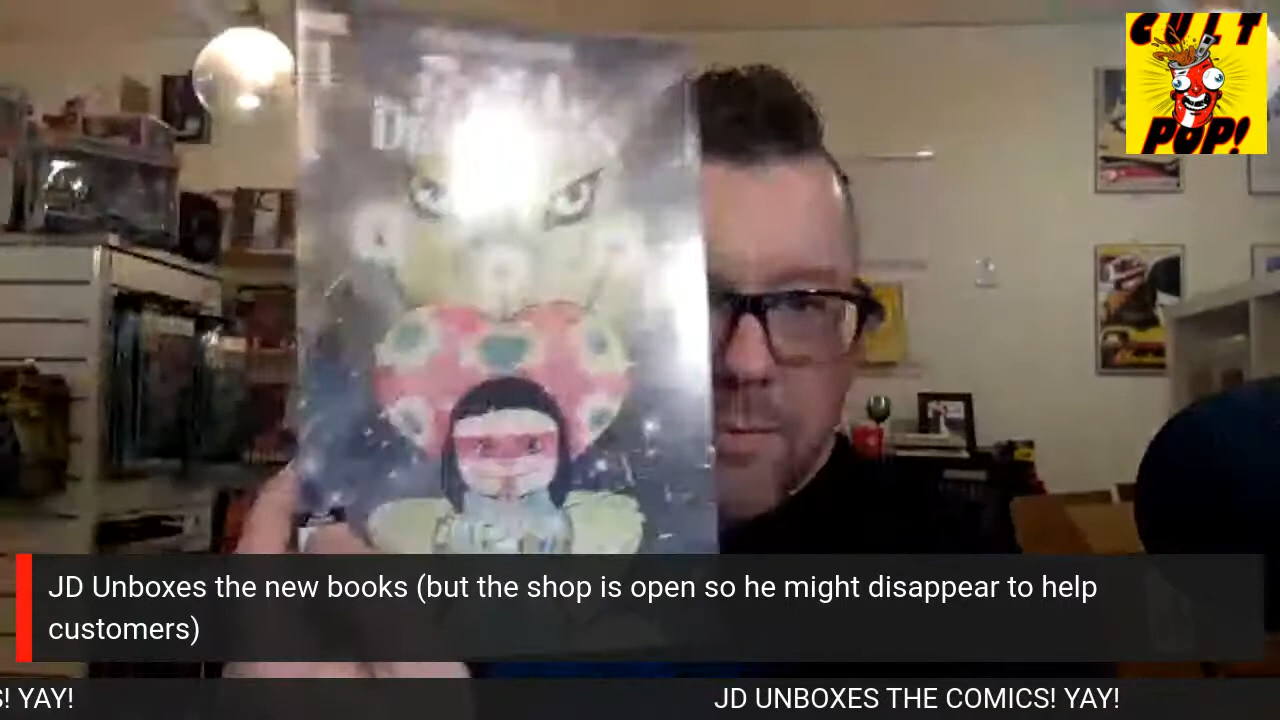 CULT
POP!
JD Unboxes the new books (but the shop is open so he might disappear to help
customers)
! YAY!
JD UNBOXES THE COMICS! YAY!